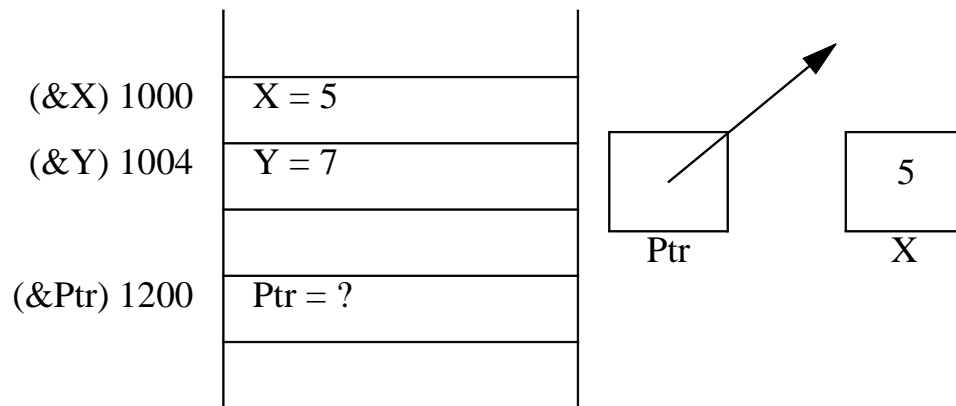 (&X) 1000 X = 5
(&Y) 1004 Y = 7
5
Ptr X
(&Ptr) 1200 Ptr = ?